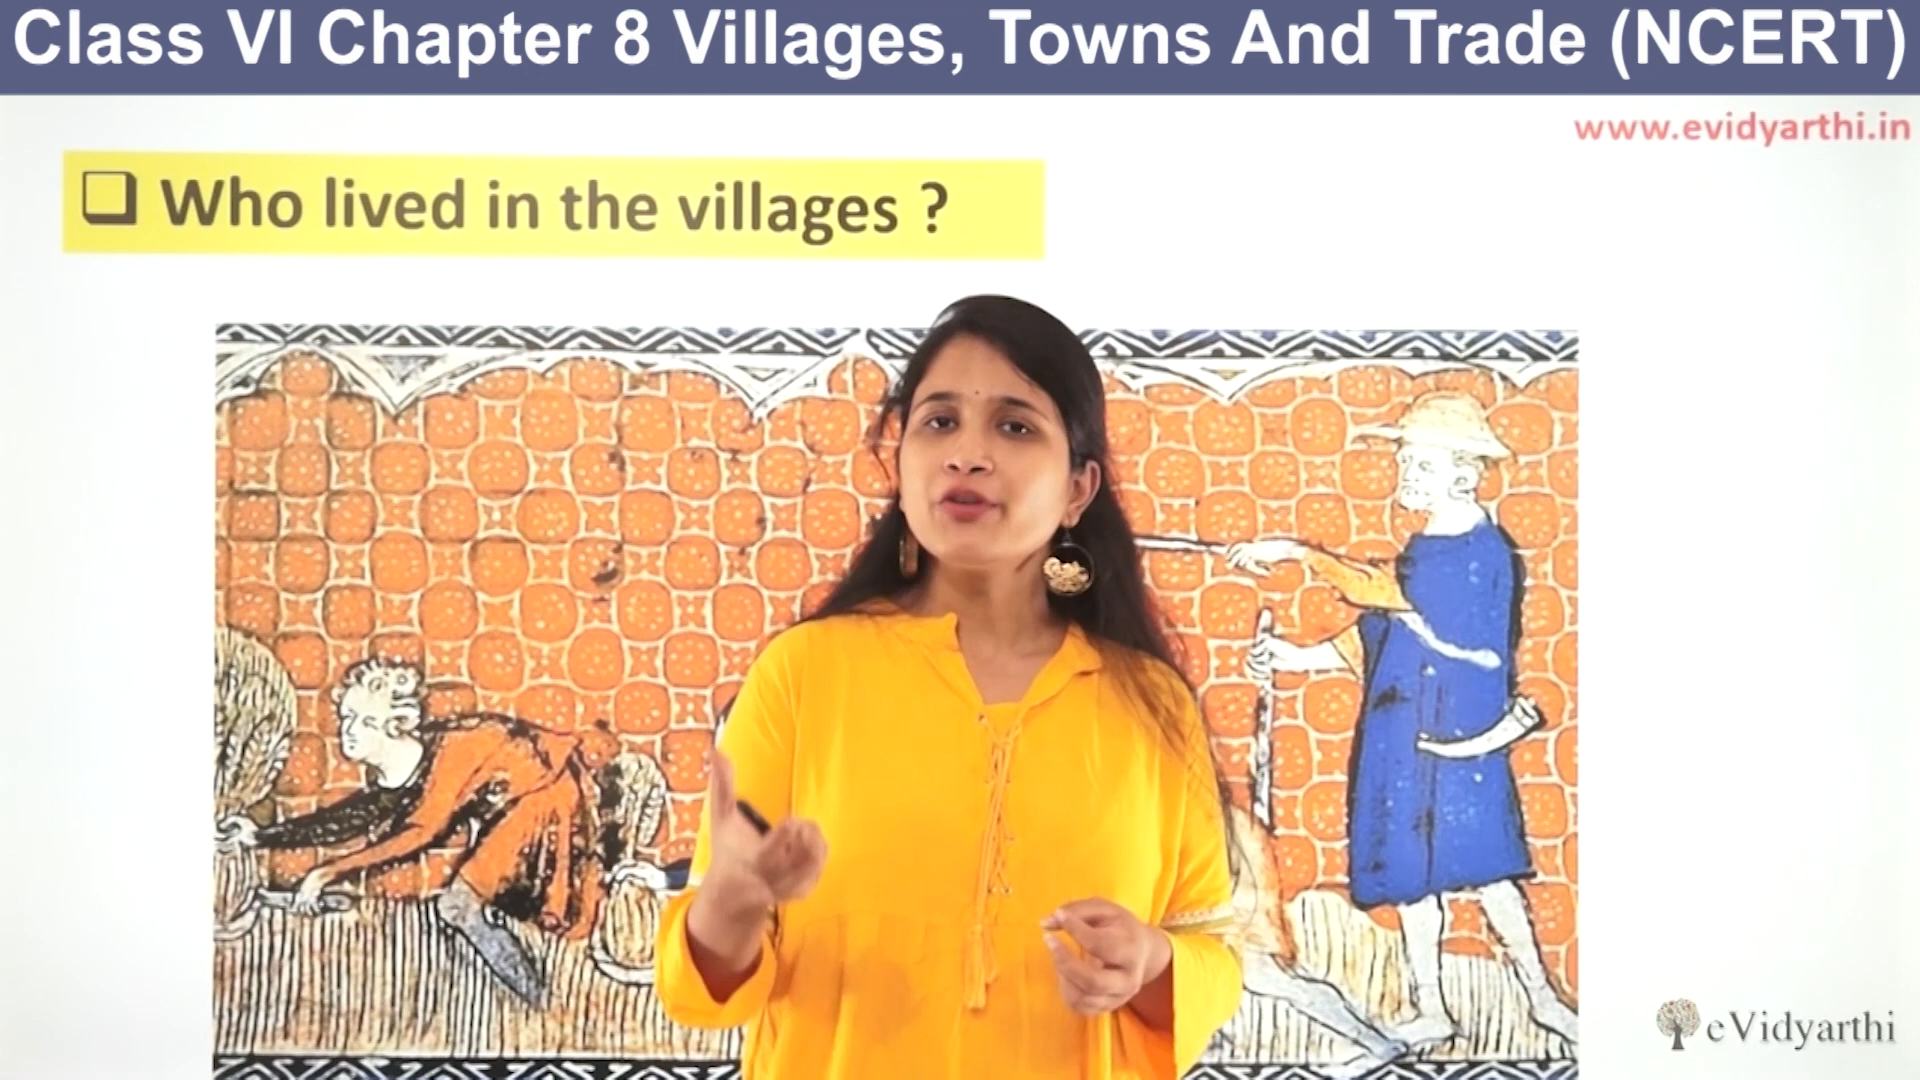 Class VI Chapter 8 Villages, Towns And Trade (NCERT)
www.evidyarthi.in
❑ Who lived in the villages ?
eVidyarthi